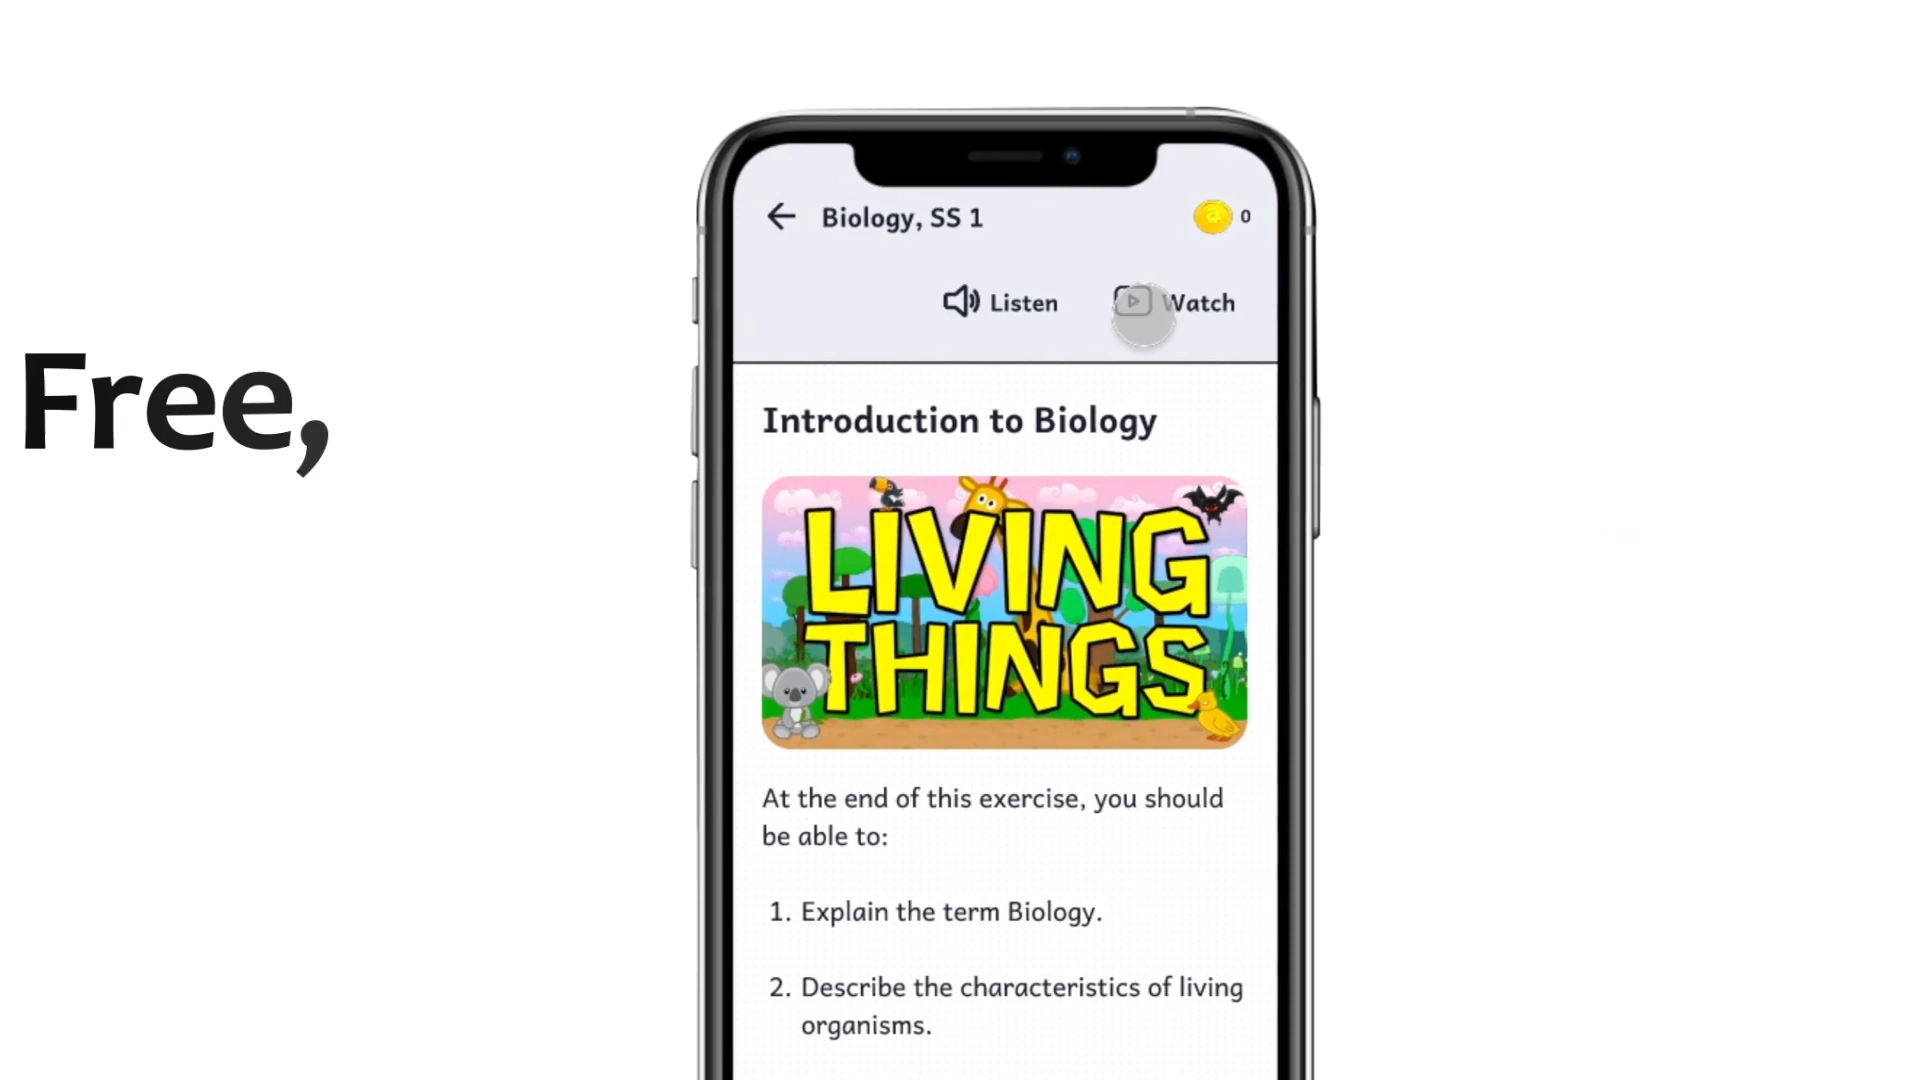 Free,
Biology, SS 1
0
Listen
Watch
Introduction to Biology
LIVING
THINGS
At the end of this exercise, you should
be able to:
1. Explain the term Biology.
2. Describe the characteristics of living
organisms.